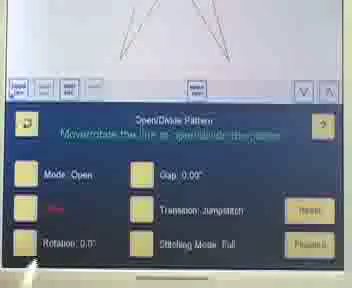 Open/Divide Pattern
Move/rotate the line to open/divide the pattern
?
Mode: Open
Gap: 0.00"
Transition: Jumpstitch
Reset
Rotation: 0.0°
Stitching Mode: Full